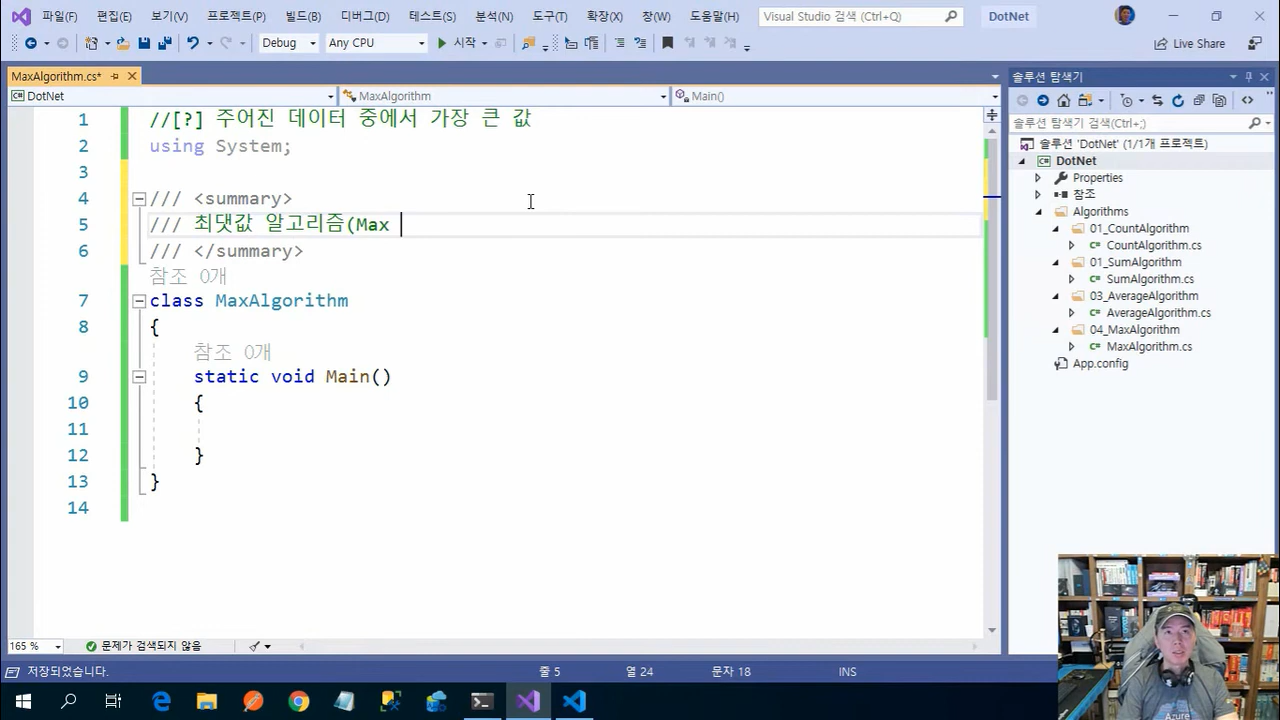 파일(F) 편집(E) 보기(V) 프로젝트(P) 빌드(B) 디버그(D) 테스트(S) 분석(N) 도구(T) 확장(X) 창(W) 도움말(H) Visual Studio 검색 (Ctrl+Q) DotNet
Debug Any CPU 시작 Live Share
MaxAlgorithm.cs*
DotNet MaxAlgorithm Main()
1 //[?] 주어진 데이터 중에서 가장 큰 값
2 using System;
3
4 /// <summary>
5 /// 최댓값 알고리즘(Max
6 /// </summary>
참조 0개
7 class MaxAlgorithm
8 {
참조 0개
9 static void Main()
10 {
11
12 }
13 }
14
165 % 문제가 검색되지 않음
솔루션 탐색기
솔루션 탐색기 검색(Ctrl+;)
솔루션 'DotNet' (1/1개 프로젝트)
DotNet
Properties
참조
Algorithms
01_CountAlgorithm
CountAlgorithm.cs
01_SumAlgorithm
SumAlgorithm.cs
03_AverageAlgorithm
AverageAlgorithm.cs
04_MaxAlgorithm
MaxAlgorithm.cs
App.config
저장되었습니다. 줄 5 열 24 문자 18 INS
Azure